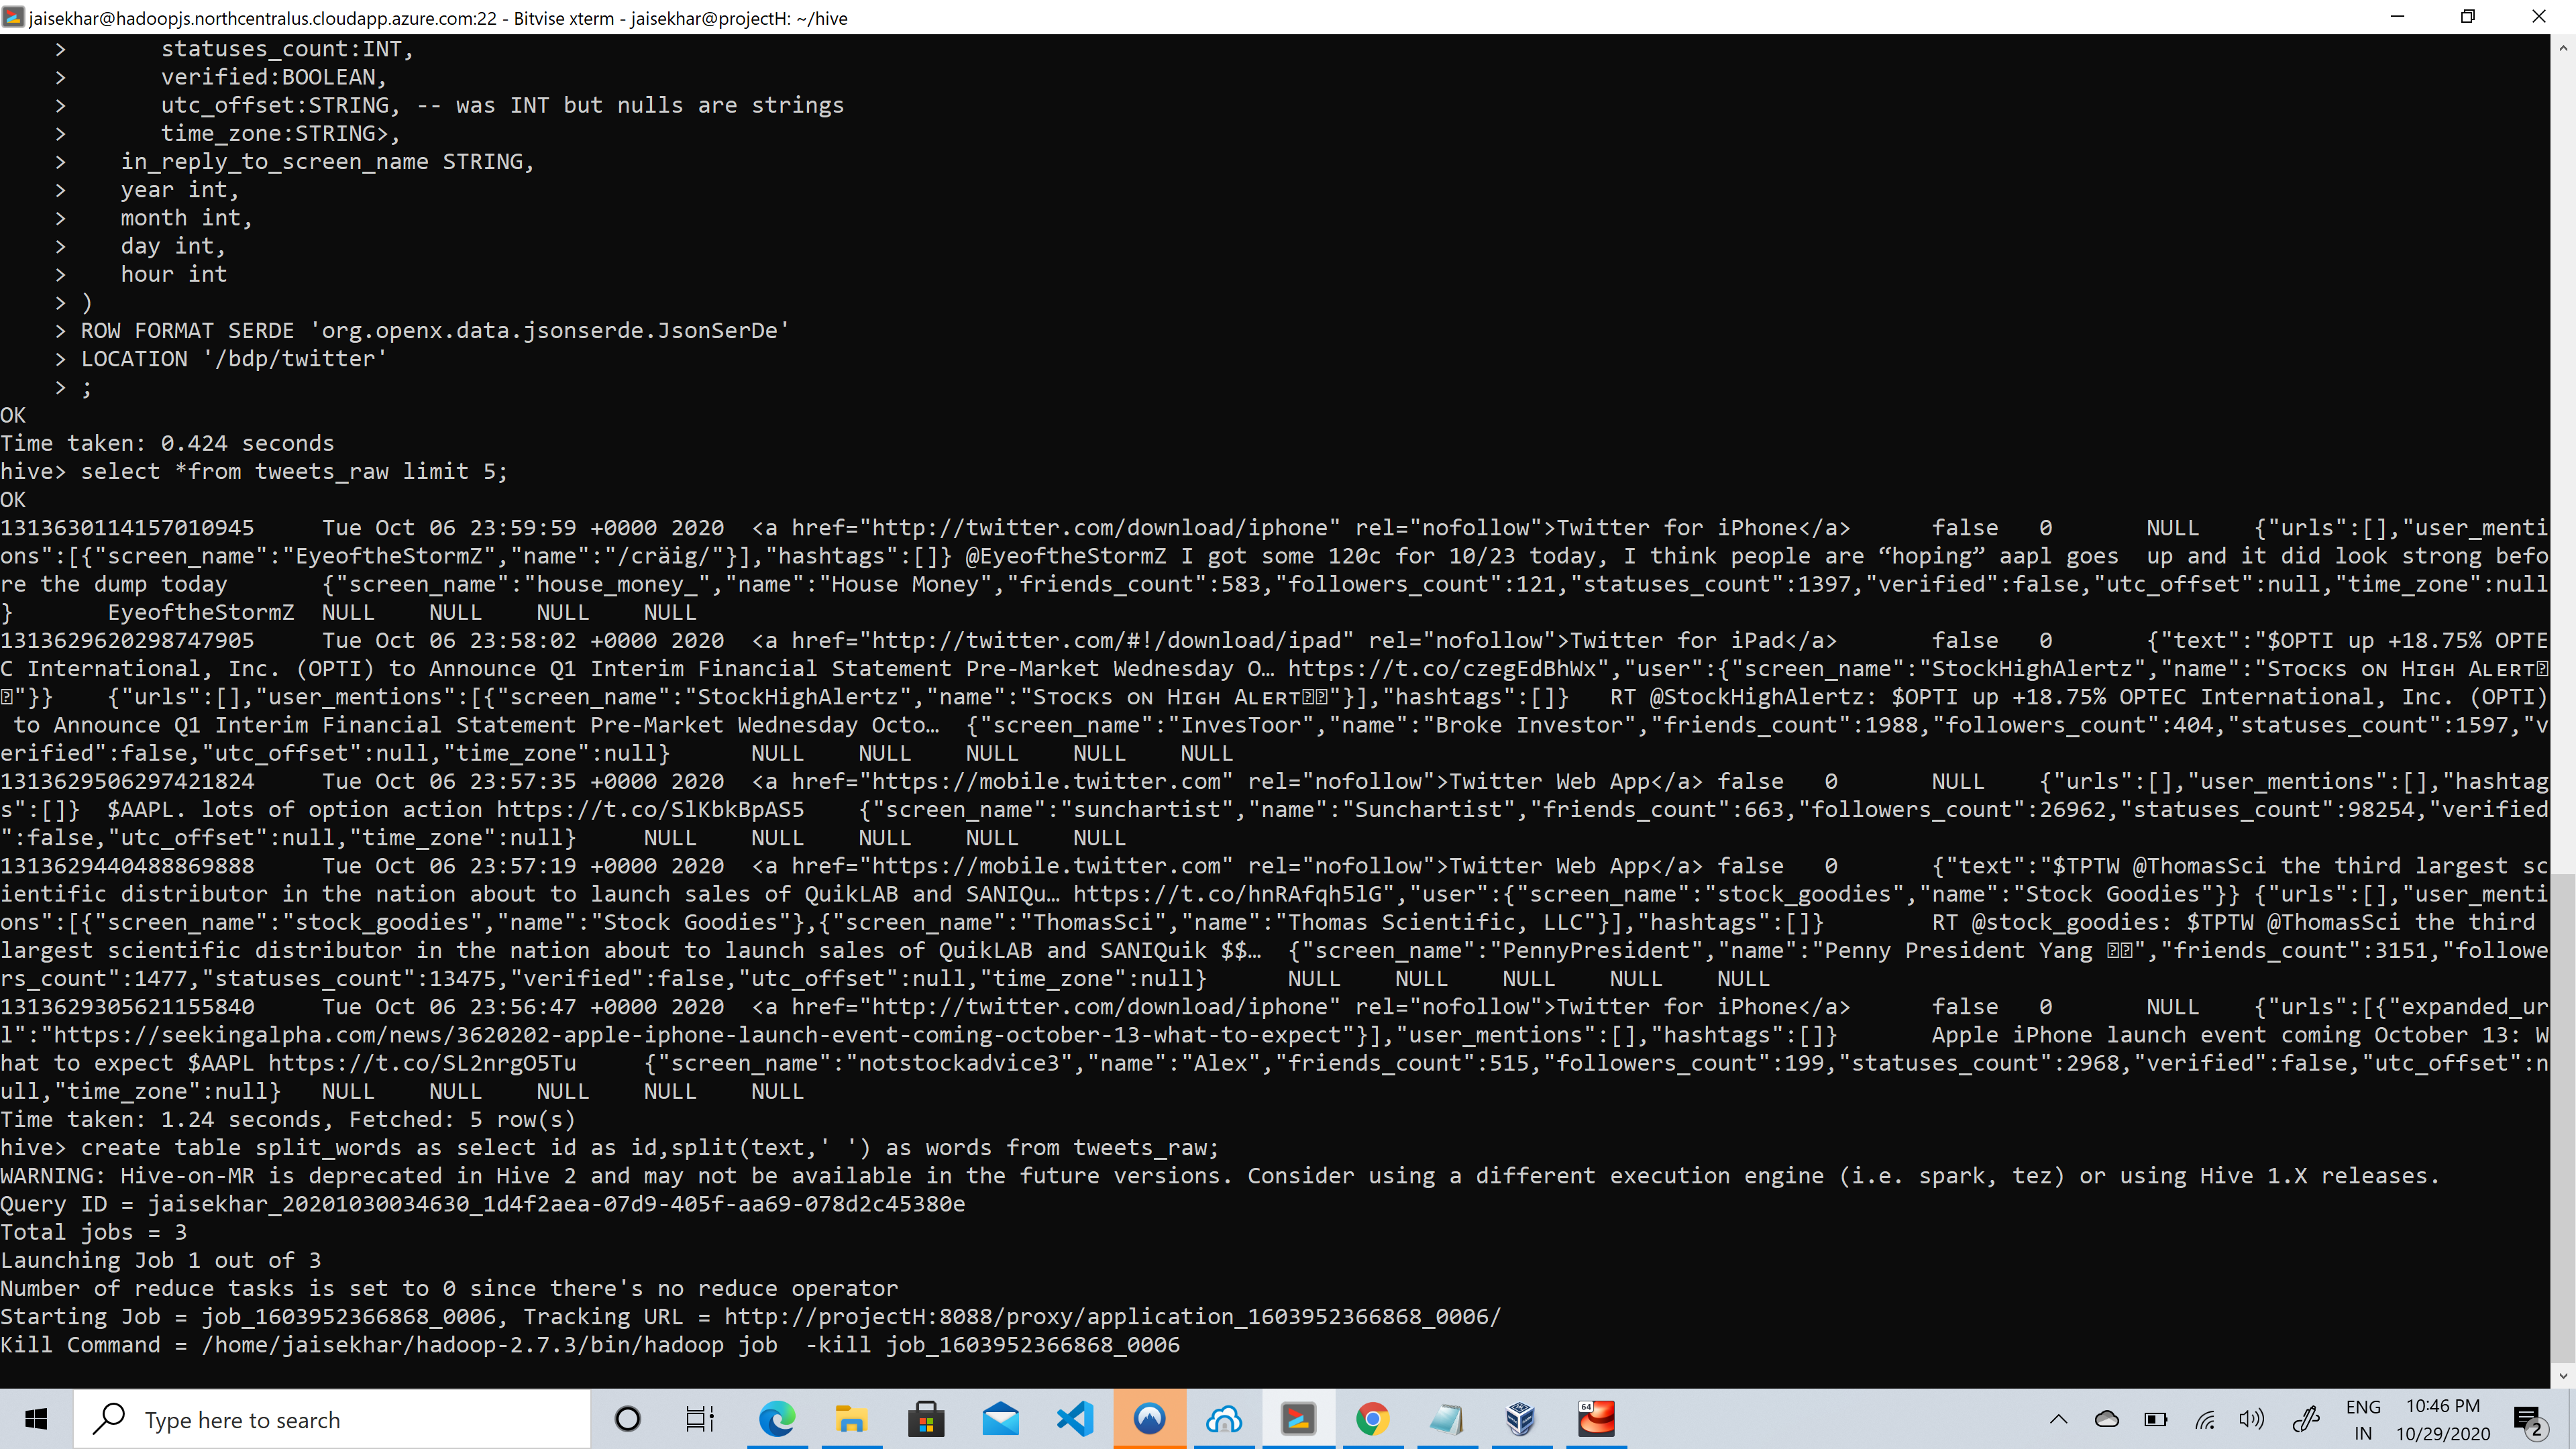 jaisekhar@hadoopjs.northcentralus.cloudapp.azure.com:22 - Bitvise xterm - jaisekhar@projectH: ~/hive
    >       statuses_count:INT,
    >       verified:BOOLEAN,
    >       utc_offset:STRING, -- was INT but nulls are strings
    >       time_zone:STRING>,
    >    in_reply_to_screen_name STRING,
    >    year int,
    >    month int,
    >    day int,
    >    hour int
    > )
    > ROW FORMAT SERDE 'org.openx.data.jsonserde.JsonSerDe'
    > LOCATION '/bdp/twitter'
    > ;
OK
Time taken: 0.424 seconds
hive> select *from tweets_raw limit 5;
OK
1313630114157010945     Tue Oct 06 23:59:59 +0000 2020  <a href="http://twitter.com/download/iphone" rel="nofollow">Twitter for iPhone</a>      false   0       NULL    {"urls":[],"user_menti
ons":[{"screen_name":"EyeoftheStormZ","name":"/cräig/"}],"hashtags":[]} @EyeoftheStormZ I got some 120c for 10/23 today, I think people are “hoping” aapl goes  up and it did look strong befo
re the dump today       {"screen_name":"house_money_","name":"House Money","friends_count":583,"followers_count":121,"statuses_count":1397,"verified":false,"utc_offset":null,"time_zone":null
}       EyeoftheStormZ  NULL    NULL    NULL    NULL
1313629620298747905     Tue Oct 06 23:58:02 +0000 2020  <a href="http://twitter.com/#!/download/ipad" rel="nofollow">Twitter for iPad</a>       false   0       {"text":"$OPTI up +18.75% OPTE
C International, Inc. (OPTI) to Announce Q1 Interim Financial Statement Pre-Market Wednesday O… https://t.co/czegEdBhWx","user":{"screen_name":"StockHighAlertz","name":"Sᴛᴏᴄᴋs ᴏɴ Hɪɢʜ Aʟᴇʀᴛ
"}}    {"urls":[],"user_mentions":[{"screen_name":"StockHighAlertz","name":"Sᴛᴏᴄᴋs ᴏɴ Hɪɢʜ Aʟᴇʀᴛ"}],"hashtags":[]}   RT @StockHighAlertz: $OPTI up +18.75% OPTEC International, Inc. (OPTI)
 to Announce Q1 Interim Financial Statement Pre-Market Wednesday Octo…  {"screen_name":"InvesToor","name":"Broke Investor","friends_count":1988,"followers_count":404,"statuses_count":1597,"v
erified":false,"utc_offset":null,"time_zone":null}      NULL    NULL    NULL    NULL    NULL
1313629506297421824     Tue Oct 06 23:57:35 +0000 2020  <a href="https://mobile.twitter.com" rel="nofollow">Twitter Web App</a> false   0       NULL    {"urls":[],"user_mentions":[],"hashtag
s":[]}  $AAPL. lots of option action https://t.co/SlKbkBpAS5    {"screen_name":"sunchartist","name":"Sunchartist","friends_count":663,"followers_count":26962,"statuses_count":98254,"verified
":false,"utc_offset":null,"time_zone":null}     NULL    NULL    NULL    NULL    NULL
1313629440488869888     Tue Oct 06 23:57:19 +0000 2020  <a href="https://mobile.twitter.com" rel="nofollow">Twitter Web App</a> false   0       {"text":"$TPTW @ThomasSci the third largest sc
ientific distributor in the nation about to launch sales of QuikLAB and SANIQu… https://t.co/hnRAfqh5lG","user":{"screen_name":"stock_goodies","name":"Stock Goodies"}} {"urls":[],"user_menti
ons":[{"screen_name":"stock_goodies","name":"Stock Goodies"},{"screen_name":"ThomasSci","name":"Thomas Scientific, LLC"}],"hashtags":[]}        RT @stock_goodies: $TPTW @ThomasSci the third
largest scientific distributor in the nation about to launch sales of QuikLAB and SANIQuik $$…  {"screen_name":"PennyPresident","name":"Penny President Yang ","friends_count":3151,"followe
rs_count":1477,"statuses_count":13475,"verified":false,"utc_offset":null,"time_zone":null}      NULL    NULL    NULL    NULL    NULL
1313629305621155840     Tue Oct 06 23:56:47 +0000 2020  <a href="http://twitter.com/download/iphone" rel="nofollow">Twitter for iPhone</a>      false   0       NULL    {"urls":[{"expanded_ur
l":"https://seekingalpha.com/news/3620202-apple-iphone-launch-event-coming-october-13-what-to-expect"}],"user_mentions":[],"hashtags":[]}       Apple iPhone launch event coming October 13: W
hat to expect $AAPL https://t.co/SL2nrgO5Tu     {"screen_name":"notstockadvice3","name":"Alex","friends_count":515,"followers_count":199,"statuses_count":2968,"verified":false,"utc_offset":n
ull,"time_zone":null}   NULL    NULL    NULL    NULL    NULL
Time taken: 1.24 seconds, Fetched: 5 row(s)
hive> create table split_words as select id as id,split(text,' ') as words from tweets_raw;
WARNING: Hive-on-MR is deprecated in Hive 2 and may not be available in the future versions. Consider using a different execution engine (i.e. spark, tez) or using Hive 1.X releases.
Query ID = jaisekhar_20201030034630_1d4f2aea-07d9-405f-aa69-078d2c45380e
Total jobs = 3
Launching Job 1 out of 3
Number of reduce tasks is set to 0 since there's no reduce operator
Starting Job = job_1603952366868_0006, Tracking URL = http://projectH:8088/proxy/application_1603952366868_0006/
Kill Command = /home/jaisekhar/hadoop-2.7.3/bin/hadoop job  -kill job_1603952366868_0006
Type here to search
64
ENG
IN
10:46 PM
10/29/2020
2